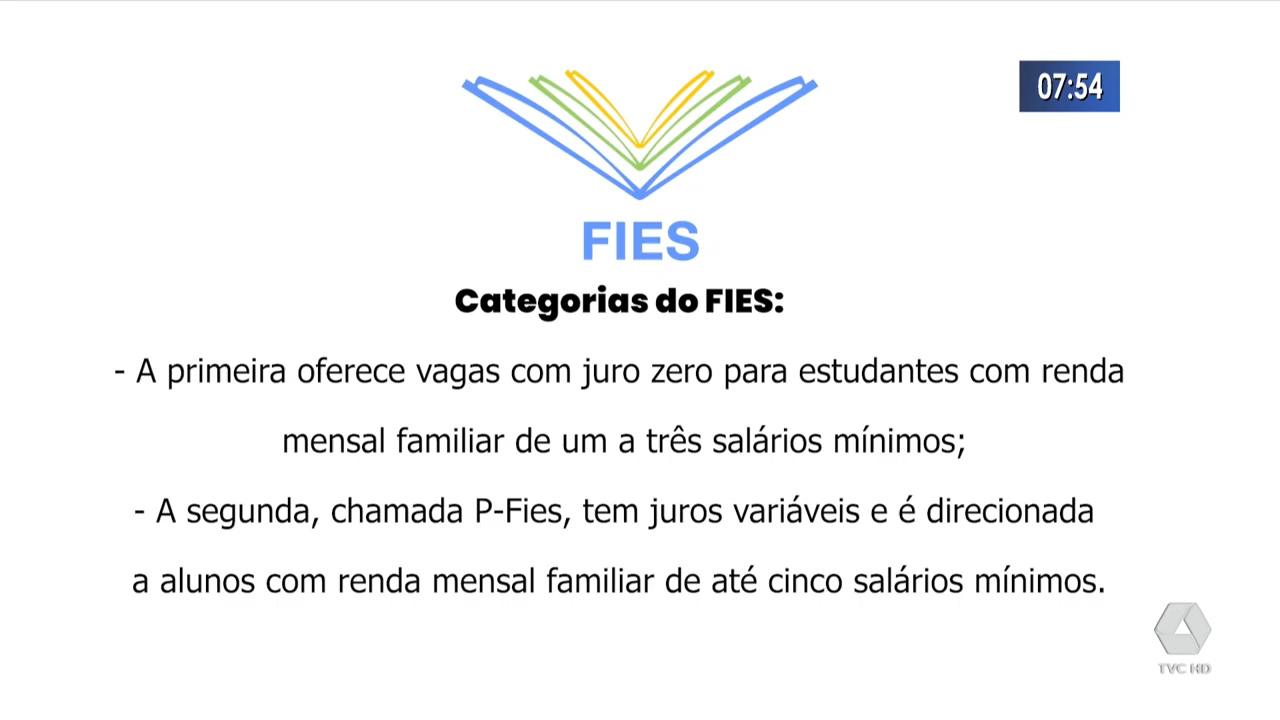 07:54
FIES
Categorias do FIES:
- A primeira oferece vagas com juro zero para estudantes com renda
mensal familiar de um a três salários mínimos;
- A segunda, chamada P-Fies, tem juros variáveis e é direcionada
a alunos com renda mensal familiar de até cinco salários mínimos.
TVC HD